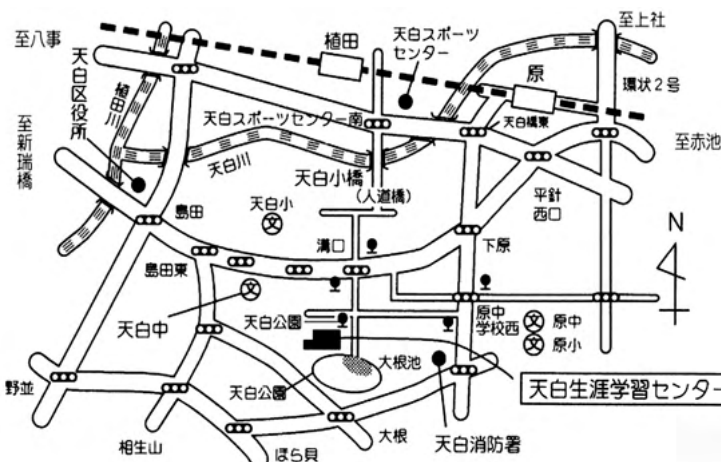 至上社
至八事
植田
天白スポーツ
センター
環状2号
原
天白区役所
植田川
天白スポーツセンター南
天白橋東
至新瑞橋
天白川
至赤池
天白小橋
(人道橋)
平針
西口
天白小
文
N
島田
溝口
下原
島田東
文
天白中
天白公園
原中
学校西
文 原中
文 原小
大根池
天白公園
野並
天白生涯学習センター
相生山
ほら貝
大根
天白消防署